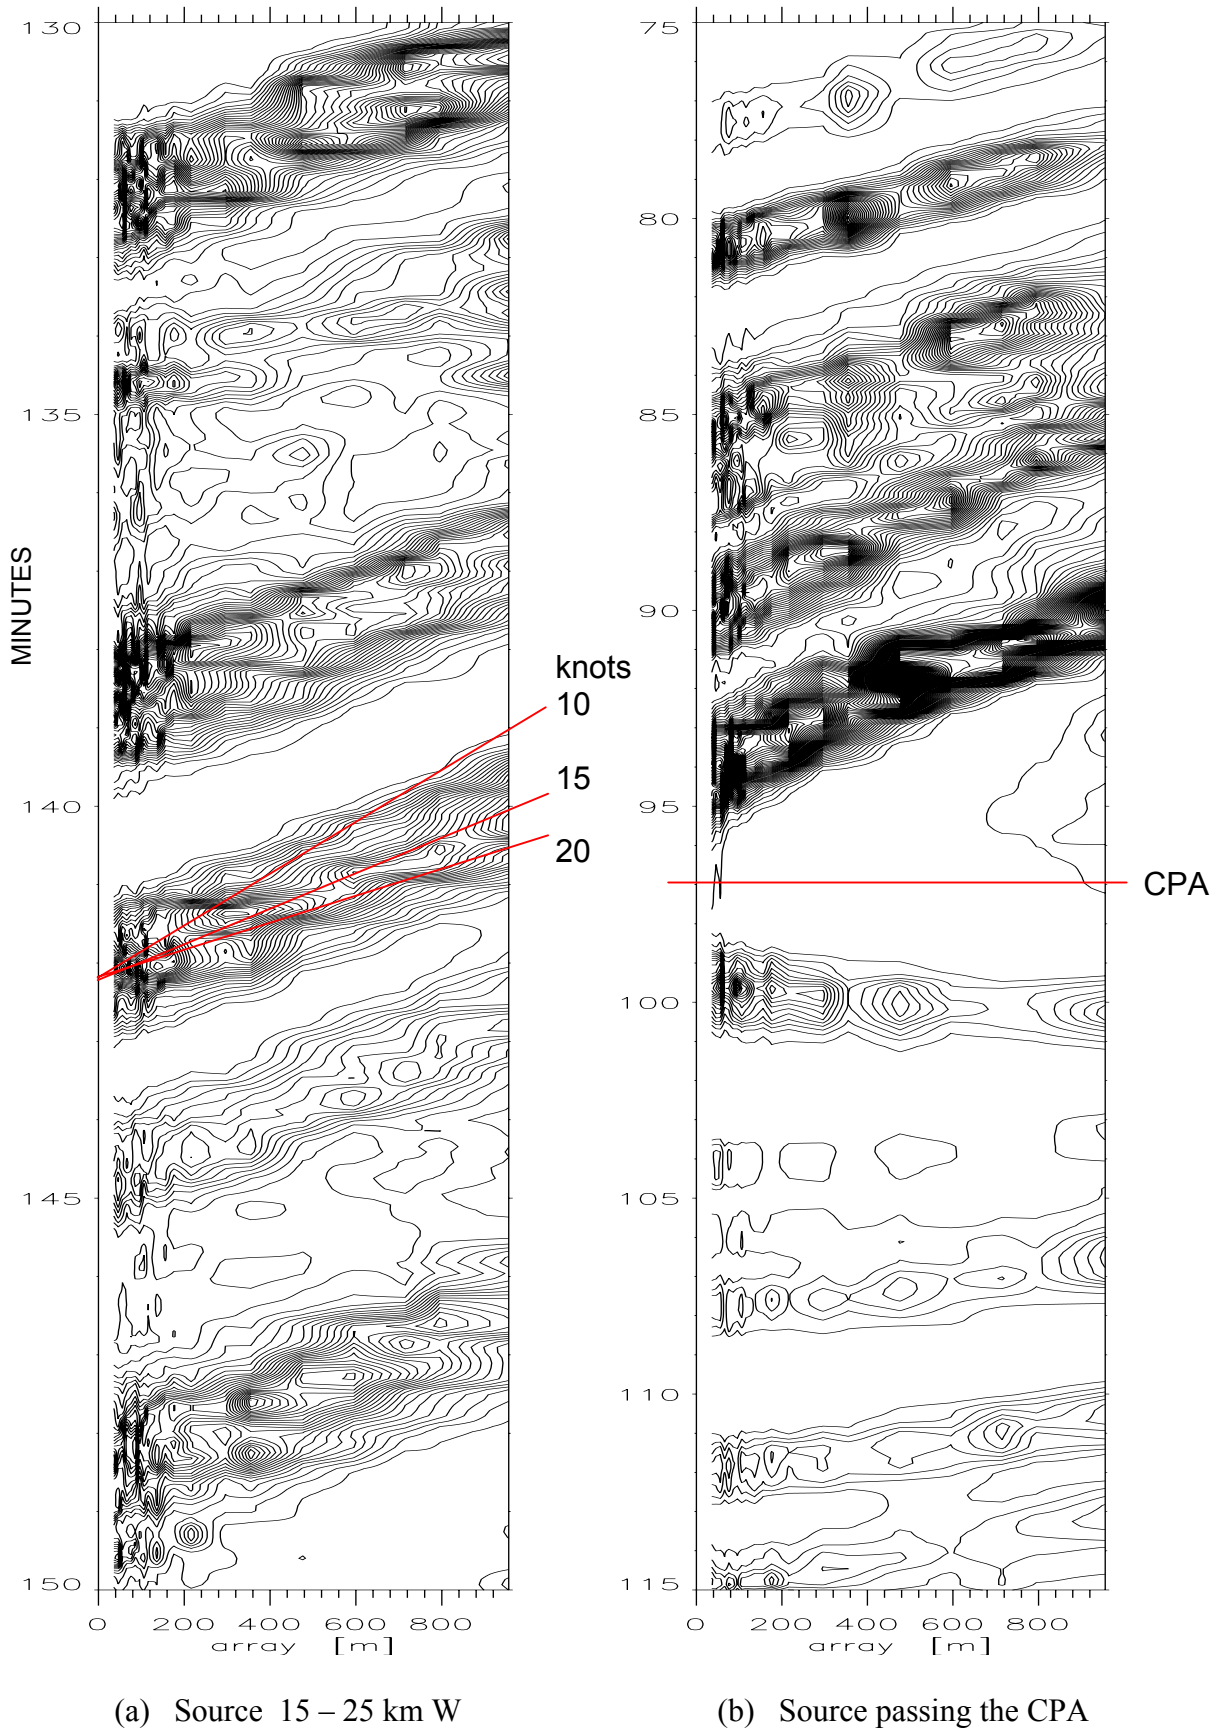 130
135
140
145
150
MINUTES
0 200 400 600 800
array [m]
knots
10
15
20
75
80
85
90
95
100
105
110
115
CPA
0 200 400 600 800
array [m]
(a) Source 15 – 25 km W
(b) Source passing the CPA